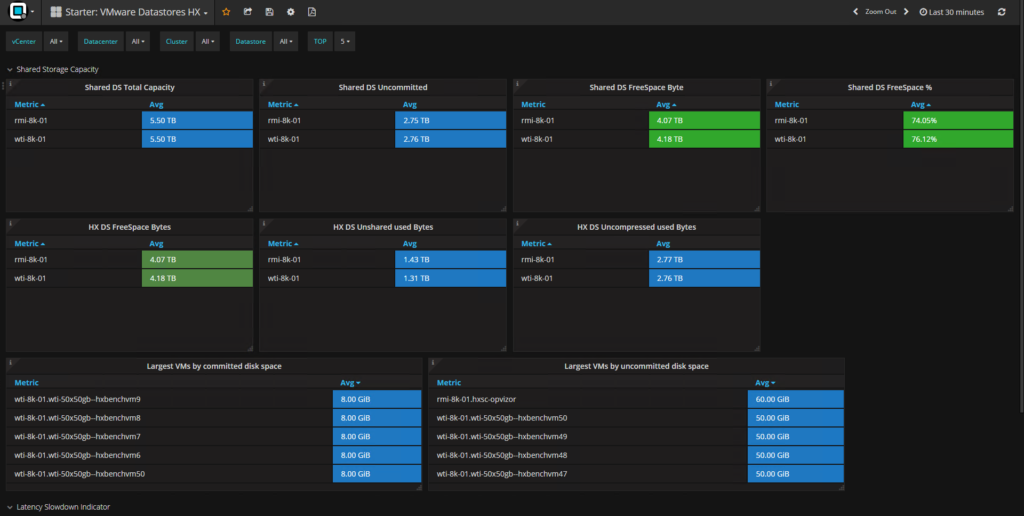 Starter: VMware Datastores HX
Zoom Out Last 30 minutes
vCenter All Datacenter All Cluster All Datastore All TOP 5
Shared Storage Capacity
Shared DS Total Capacity
Metric Avg
rmi-8k-01 5.50 TB
wti-8k-01 5.50 TB
Shared DS Uncommitted
Metric Avg
rmi-8k-01 2.75 TB
wti-8k-01 2.76 TB
Shared DS FreeSpace Byte
Metric Avg
rmi-8k-01 4.07 TB
wti-8k-01 4.18 TB
Shared DS FreeSpace %
Metric Avg
rmi-8k-01 74.05%
wti-8k-01 76.12%
HX DS FreeSpace Bytes
Metric Avg
rmi-8k-01 4.07 TB
wti-8k-01 4.18 TB
HX DS Unshared used Bytes
Metric Avg
rmi-8k-01 1.43 TB
wti-8k-01 1.31 TB
HX DS Uncompressed used Bytes
Metric Avg
rmi-8k-01 2.77 TB
wti-8k-01 2.76 TB
Largest VMs by committed disk space
Metric Avg
wti-8k-01.wti-50x50gb--hxbenchvm9 8.00 GiB
wti-8k-01.wti-50x50gb--hxbenchvm8 8.00 GiB
wti-8k-01.wti-50x50gb--hxbenchvm7 8.00 GiB
wti-8k-01.wti-50x50gb--hxbenchvm6 8.00 GiB
wti-8k-01.wti-50x50gb--hxbenchvm50 8.00 GiB
Largest VMs by uncommitted disk space
Metric Avg
rmi-8k-01.hxsc-opvizor 60.00 GiB
wti-8k-01.wti-50x50gb--hxbenchvm50 50.00 GiB
wti-8k-01.wti-50x50gb--hxbenchvm49 50.00 GiB
wti-8k-01.wti-50x50gb--hxbenchvm48 50.00 GiB
wti-8k-01.wti-50x50gb--hxbenchvm47 50.00 GiB
Latency Slowdown Indicator